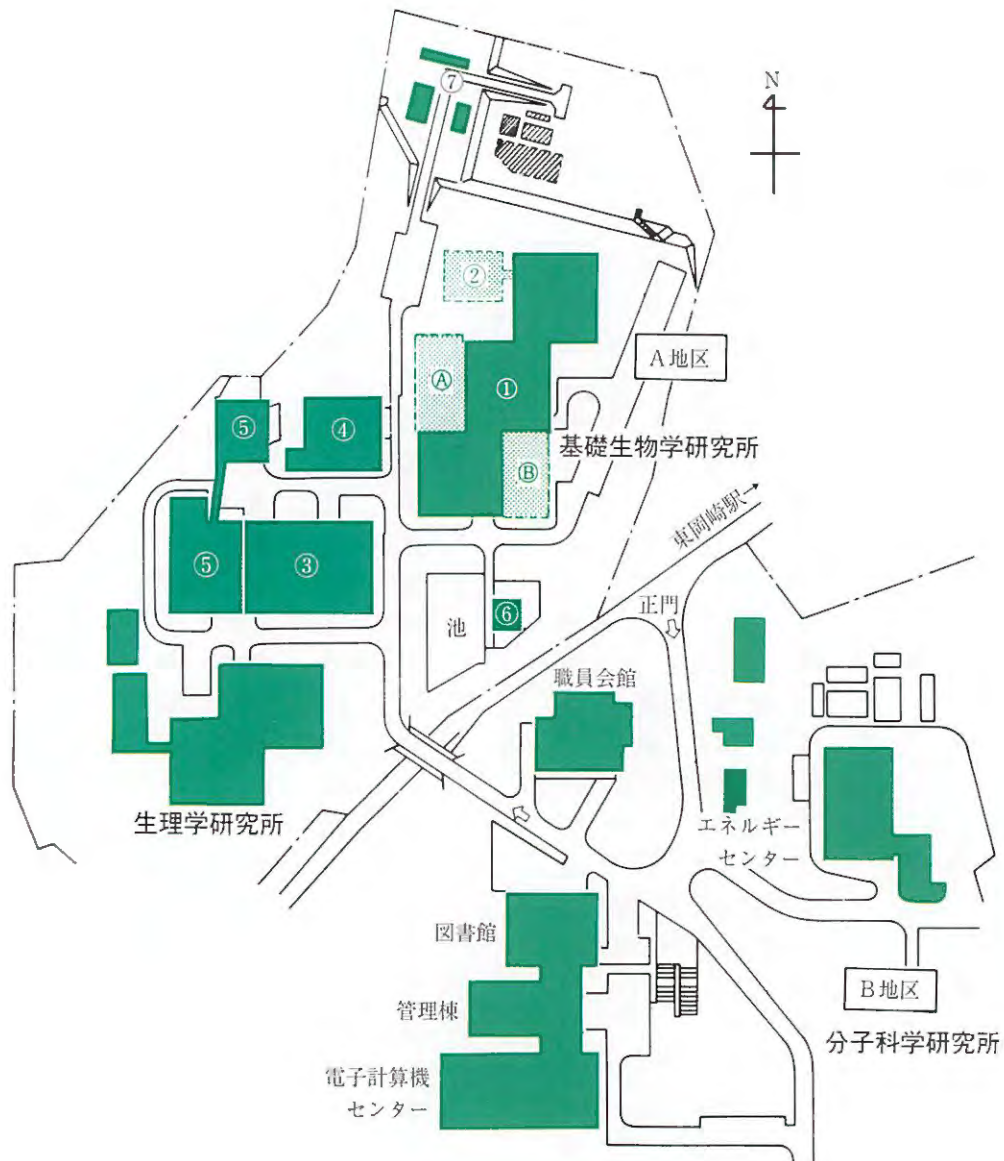 ⑦
N
②
A地区
Ⓐ
①
⑤
④
基礎生物学研究所
Ⓑ
東岡崎駅→
⑤
③
⑥
正門
池
職員会館
生理学研究所
エネルギー
センター
図書館
B地区
管理棟
分子科学研究所
電子計算機
センター